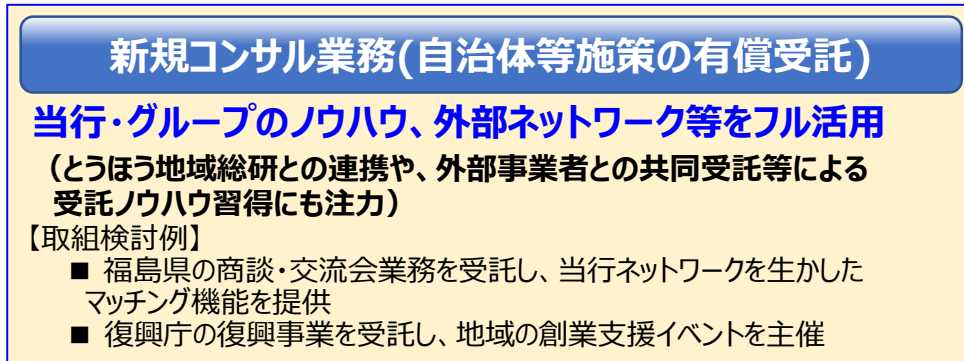 新規コンサル業務(自治体等施策の有償受託)
当行・グループのノウハウ、外部ネットワーク等をフル活用
(とうほう地域総研との連携や、外部事業者との共同受託等による
受託ノウハウ習得にも注力)
【取組検討例】
■ 福島県の商談・交流会業務を受託し、当行ネットワークを生かした
マッチング機能を提供
■ 復興庁の復興事業を受託し、地域の創業支援イベントを主催